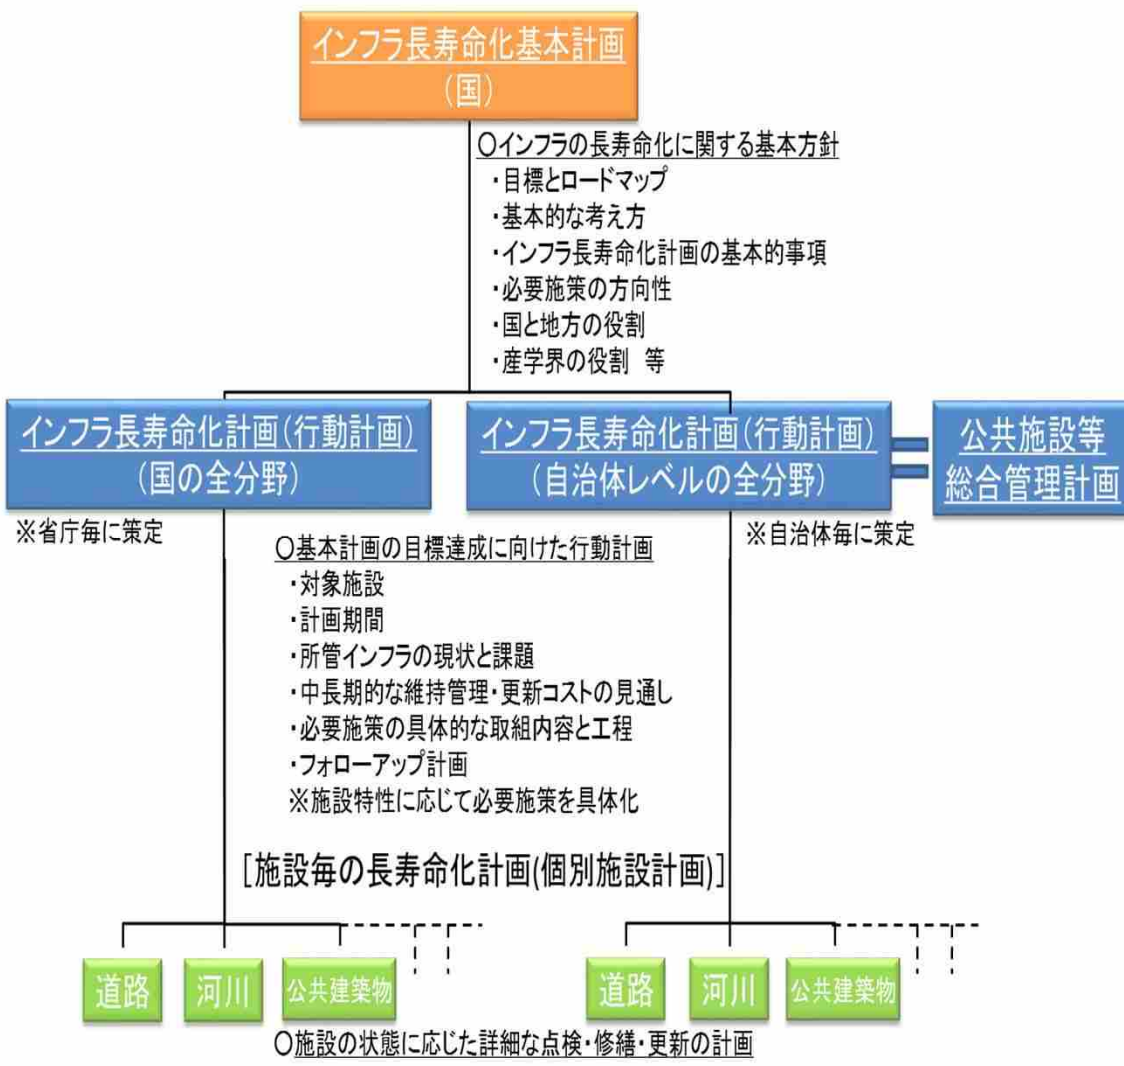 インフラ長寿命化基本計画
(国)
〇インフラの長寿命化に関する基本方針
・目標とロードマップ
・基本的な考え方
・インフラ長寿命化計画の基本的事項
・必要施策の方向性
・国と地方の役割
・産学界の役割 等
インフラ長寿命化計画(行動計画)
(国の全分野)
インフラ長寿命化計画(行動計画)
(自治体レベルの全分野)
公共施設等
総合管理計画
※省庁毎に策定
※自治体毎に策定
〇基本計画の目標達成に向けた行動計画
・対象施設
・計画期間
・所管インフラの現状と課題
・中長期的な維持管理・更新コストの見通し
・必要施策の具体的な取組内容と工程
・フォローアップ計画
※施設特性に応じて必要施策を具体化
[施設毎の長寿命化計画(個別施設計画)]
道路
河川
公共建築物
道路
河川
公共建築物
〇施設の状態に応じた詳細な点検・修繕・更新の計画